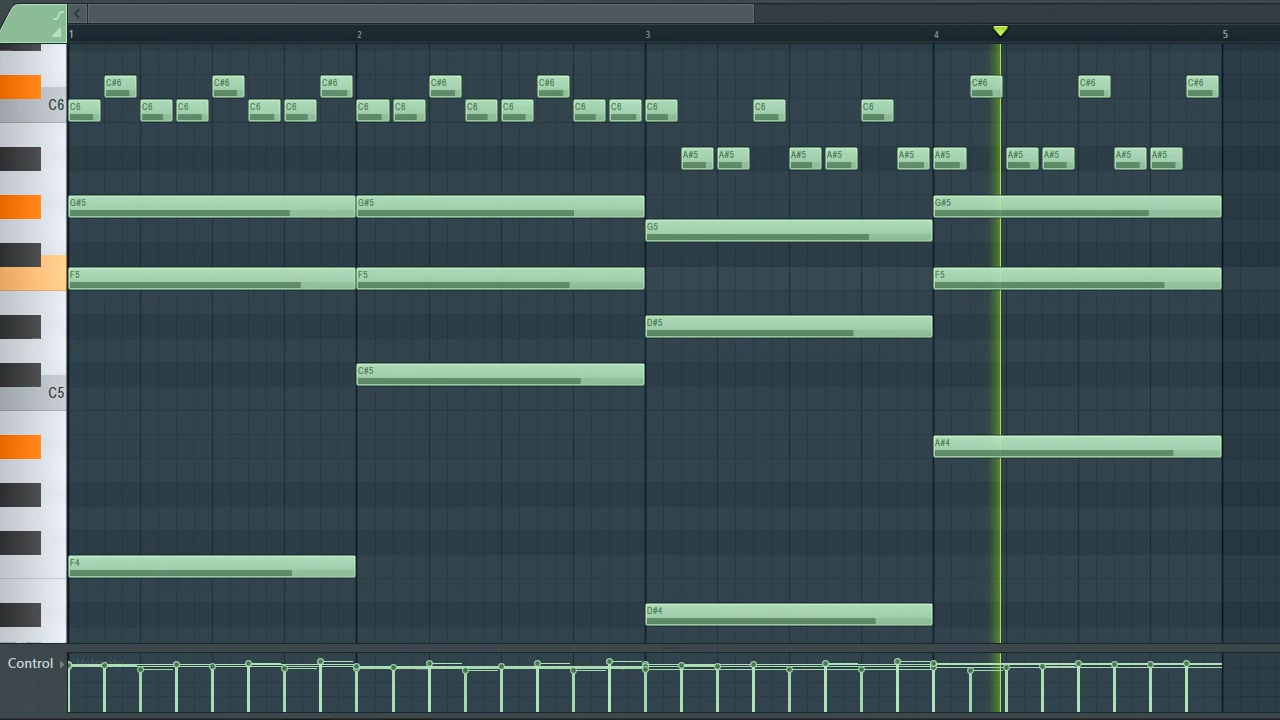 1 2 3 4 5
C#6 C#6 C#6 C#6 C#6 C#6 C#6 C#6
C6 C6 C6 C6 C6 C6 C6 C6 C6 C6 C6 C6 C6 C6 C6
A#5 A#5 A#5 A#5 A#5 A#5 A#5 A#5 A#5 A#5
G#5 G#5 G#5
G5
F5 F5 F5
D#5
C#5
C5
A#4
F4
D#4
Control